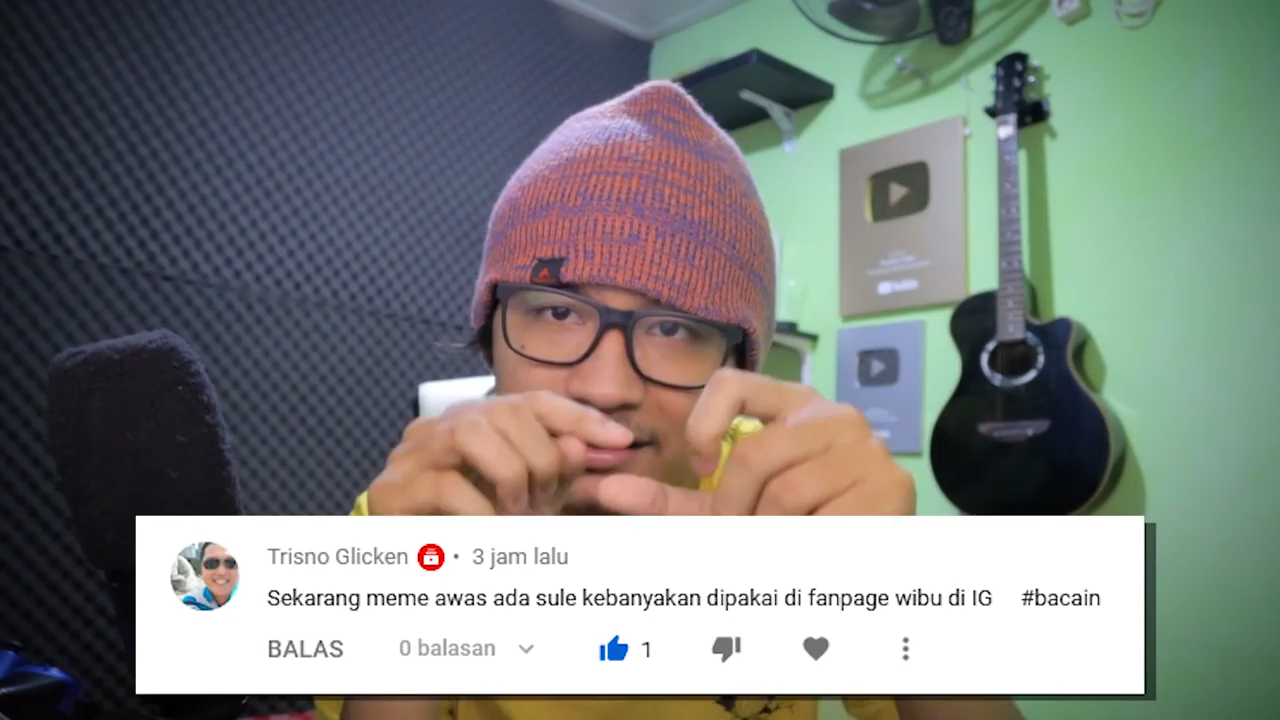 Trisno Glicken • 3 jam lalu
Sekarang meme awas ada sule kebanyakan dipakai di fanpage wibu di IG #bacain
BALAS 0 balasan 1